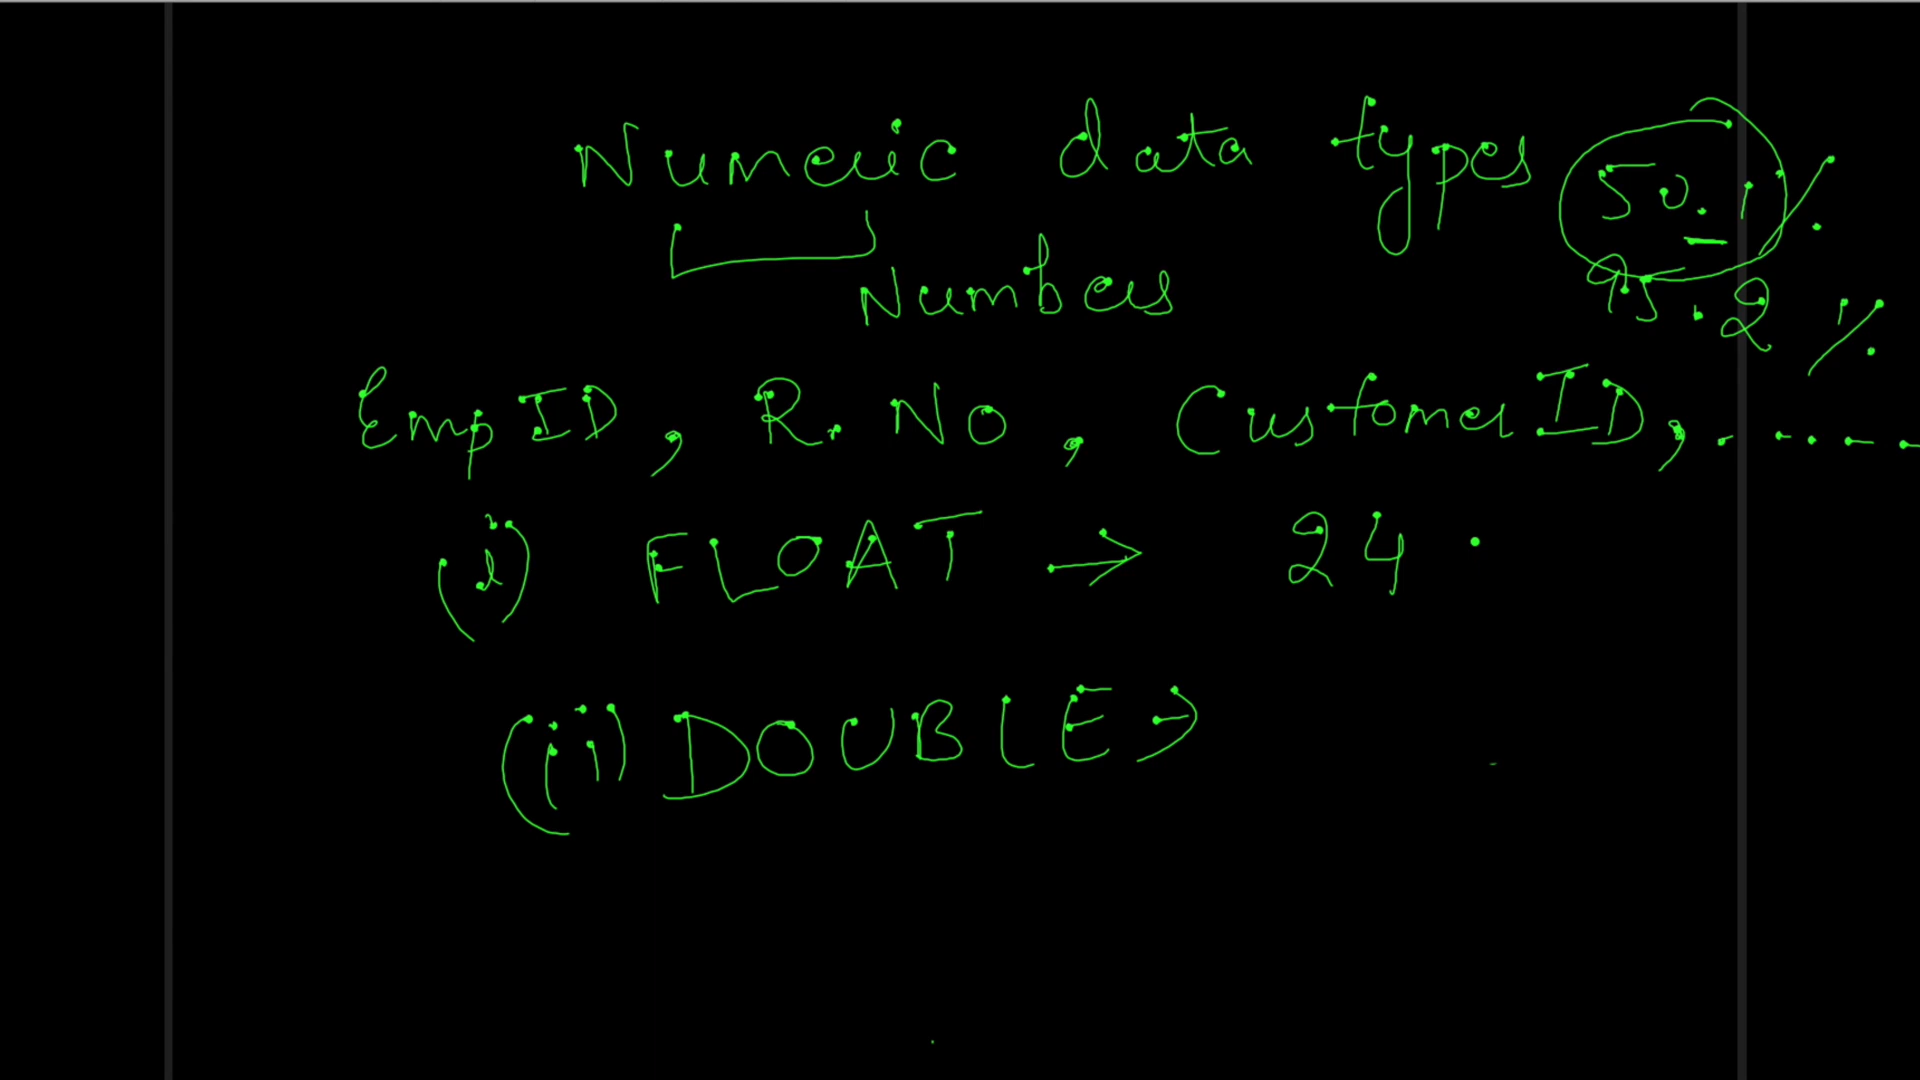 Numeric data types 50.1%
Numbers 95.2%
EmpID, R.No, CustomerID, ......
(i) FLOAT → 24.
(ii) DOUBLE →